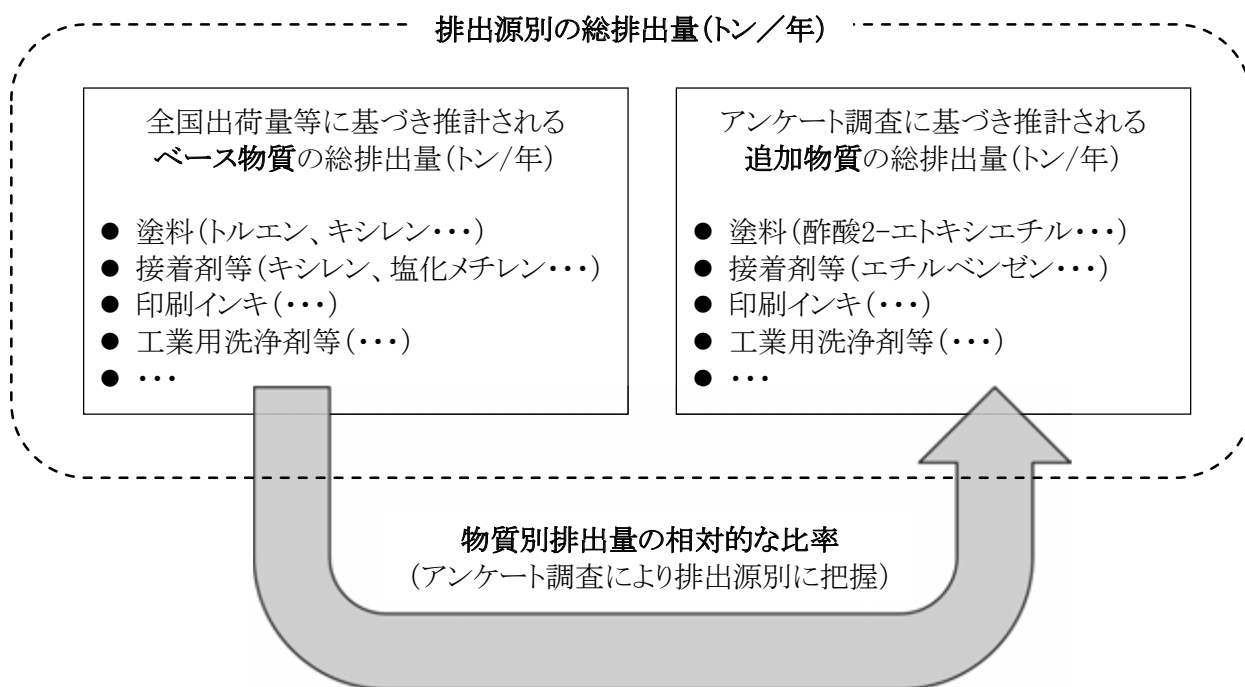 排出源別の総排出量(トン／年)
全国出荷量等に基づき推計される
ベース物質の総排出量(トン/年)
● 塗料(トルエン、キシレン・・・)
● 接着剤等(キシレン、塩化メチレン・・・)
● 印刷インキ(・・・)
● 工業用洗浄剤等(・・・)
● ・・・
アンケート調査に基づき推計される
追加物質の総排出量(トン/年)
● 塗料(酢酸2-エトキシエチル・・・)
● 接着剤等(エチルベンゼン・・・)
● 印刷インキ(・・・)
● 工業用洗浄剤等(・・・)
● ・・・
物質別排出量の相対的な比率
(アンケート調査により排出源別に把握)